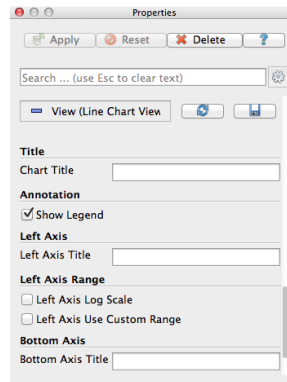 Properties
Apply Reset Delete ?
Search ... (use Esc to clear text)
View (Line Chart View
Title
Chart Title
Annotation
Show Legend
Left Axis
Left Axis Title
Left Axis Range
Left Axis Log Scale
Left Axis Use Custom Range
Bottom Axis
Bottom Axis Title